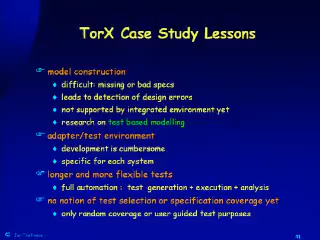 TorX Case Study Lessons
model construction
difficult: missing or bad specs
leads to detection of design errors
not supported by integrated environment yet
research on test based modelling
adapter/test environment
development is cumbersome
specific for each system
longer and more flexible tests
full automation : test generation + execution + analysis
no notion of test selection or specification coverage yet
only random coverage or user guided test purposes
©